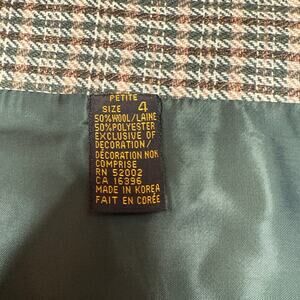 PETITE
SIZE 4
50% WOOL/LAINE
50% POLYESTER
EXCLUSIVE OF
DECORATION/
DÉCORATION NON
COMPRISE
RN 52002
CA 16396
MADE IN KOREA
FAIT EN CORÉE